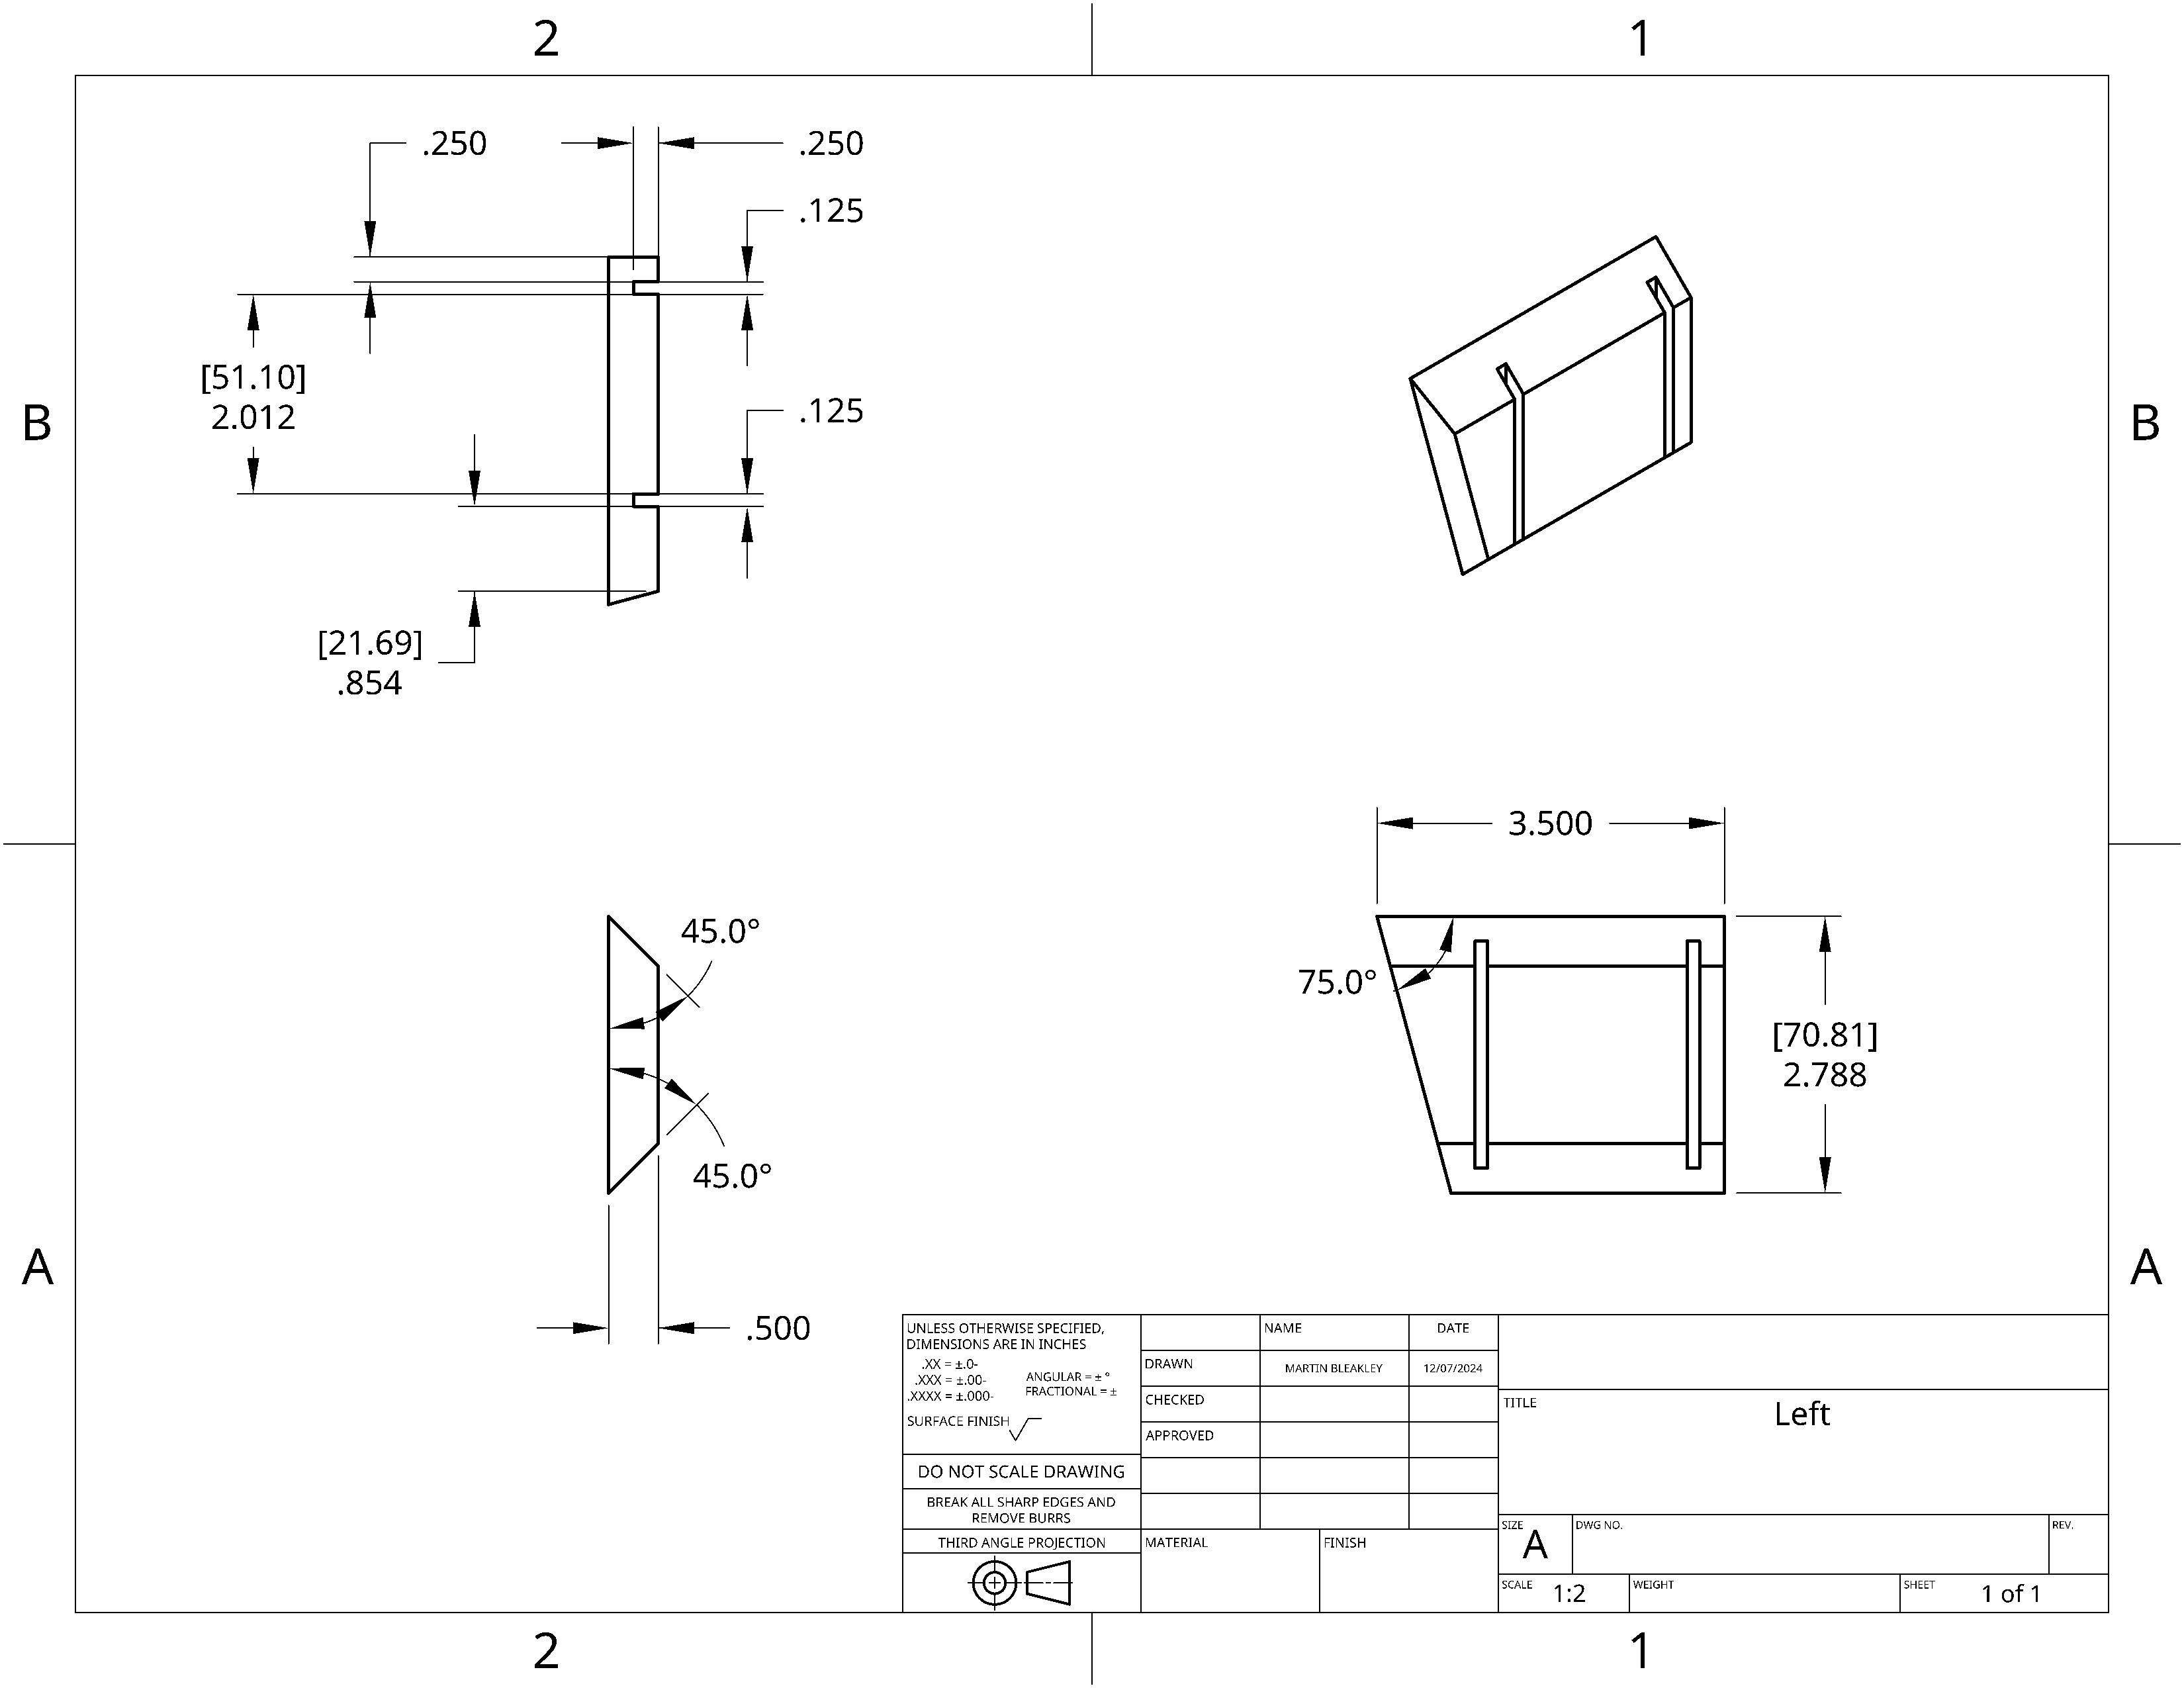 2
1
.250
.250
.125
[51.10]
2.012
.125
B
B
[21.69]
.854
3.500
45.0°
75.0°
[70.81]
2.788
45.0°
A
A
.500
UNLESS OTHERWISE SPECIFIED,
DIMENSIONS ARE IN INCHES
.XX = ±.0-
.XXX = ±.00-
.XXXX = ±.000-
ANGULAR = ± °
FRACTIONAL = ±
SURFACE FINISH
DO NOT SCALE DRAWING
BREAK ALL SHARP EDGES AND
REMOVE BURRS
THIRD ANGLE PROJECTION
NAME
DATE
DRAWN
MARTIN BLEAKLEY
12/07/2024
CHECKED
APPROVED
MATERIAL
FINISH
TITLE
Left
SIZE
A
DWG NO.
REV.
SCALE
1:2
WEIGHT
SHEET
1 of 1
2
1